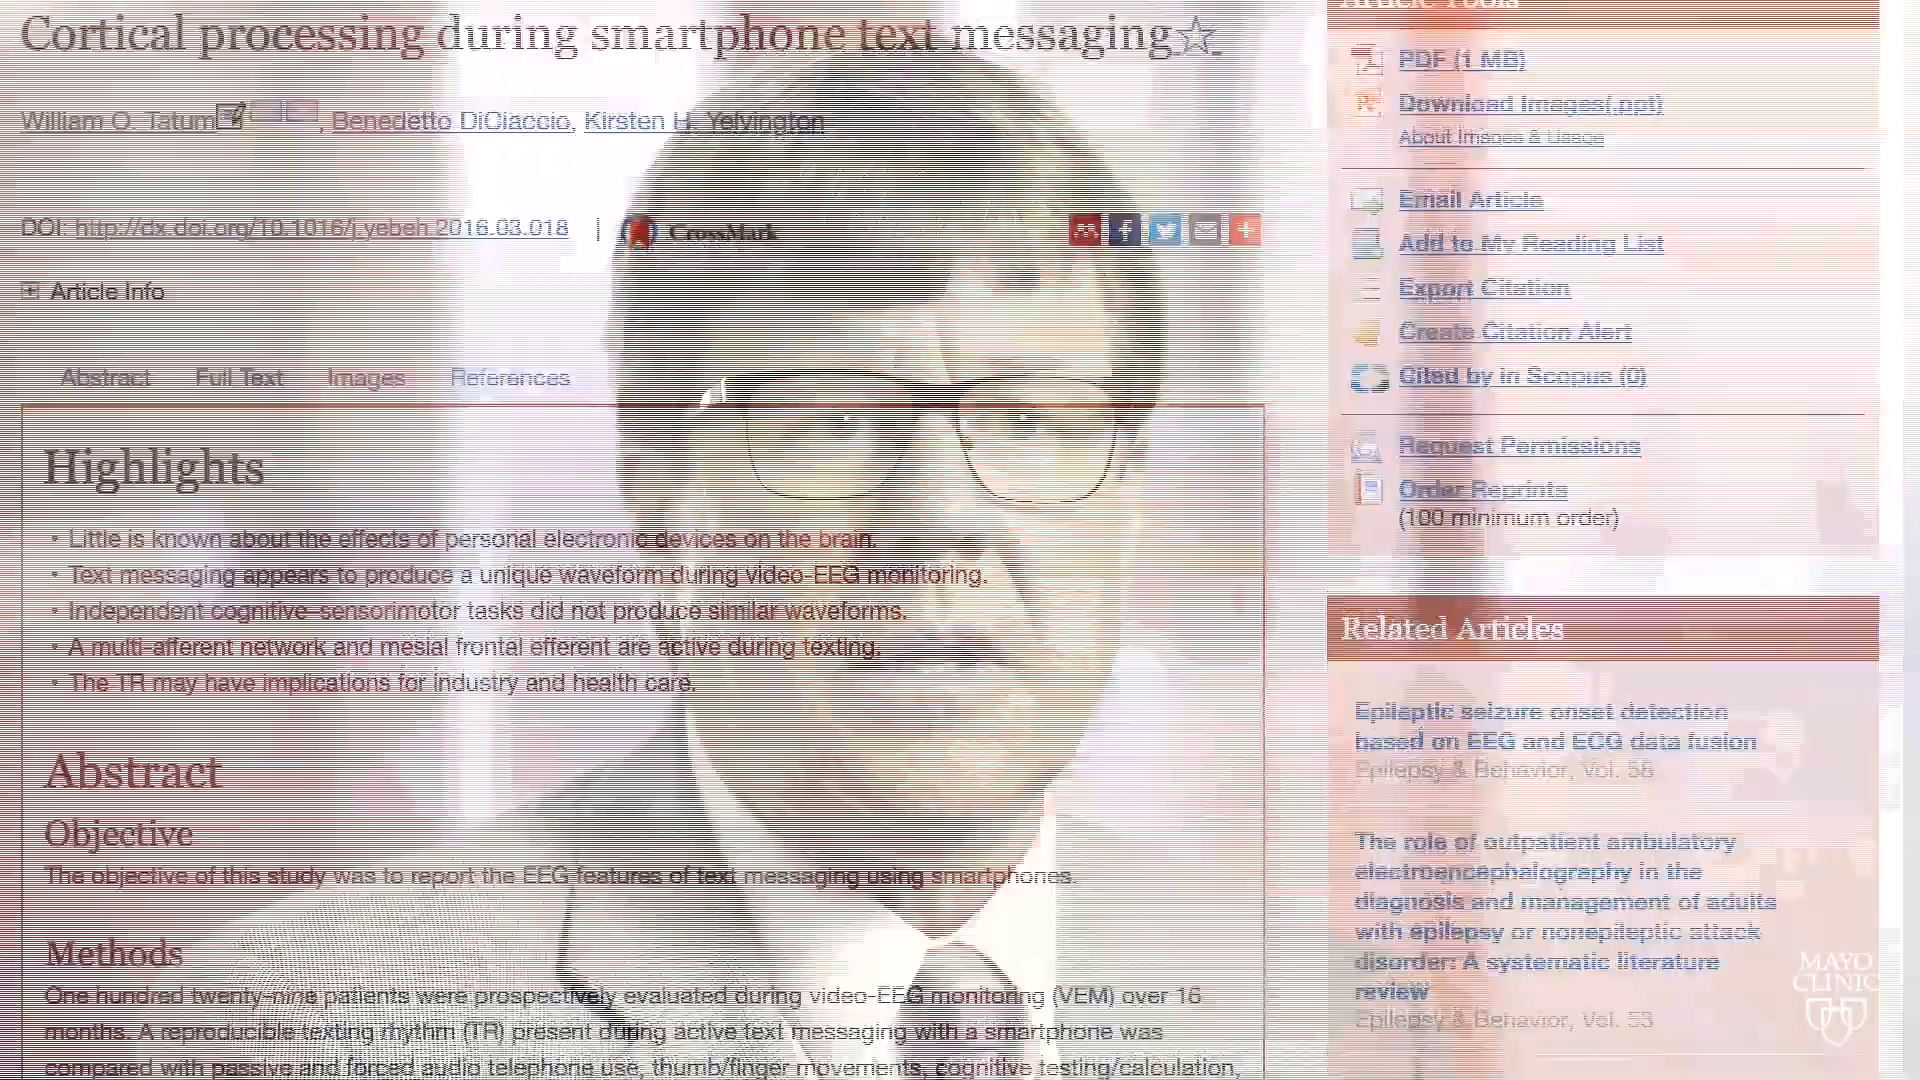 Cortical processing during smartphone text messaging☆
William O. Tatum, Benedetto DiCiaccio, Kirsten H. Yelvington
DOI: http://dx.doi.org/10.1016/j.yebeh.2016.03.018 | CrossMark
Article Info
Abstract Full Text Images References
Highlights
• Little is known about the effects of personal electronic devices on the brain.
• Text messaging appears to produce a unique waveform during video-EEG monitoring.
• Independent cognitive–sensorimotor tasks did not produce similar waveforms.
• A multi-afferent network and mesial frontal efferent are active during texting.
• The TR may have implications for industry and health care.
Abstract
Objective
The objective of this study was to report the EEG features of text messaging using smartphones.
Methods
One hundred twenty-nine patients were prospectively evaluated during video-EEG monitoring (VEM) over 16
months. A reproducible texting rhythm (TR) present during active text messaging with a smartphone was
compared with passive and forced audio telephone use, thumb/finger movements, cognitive testing/calculation,
Article Tools
PDF (1 MB)
Download Images(.ppt)
About Images & Usage
Email Article
Add to My Reading List
Export Citation
Create Citation Alert
Cited by in Scopus (0)
Request Permissions
Order Reprints
(100 minimum order)
Related Articles
Epileptic seizure onset detection
based on EEG and ECG data fusion
Epilepsy & Behavior, Vol. 58
The role of outpatient ambulatory
electroencephalography in the
diagnosis and management of adults
with epilepsy or nonepileptic attack
disorder: A systematic literature
review
Epilepsy & Behavior, Vol. 53
MAYO
CLINIC